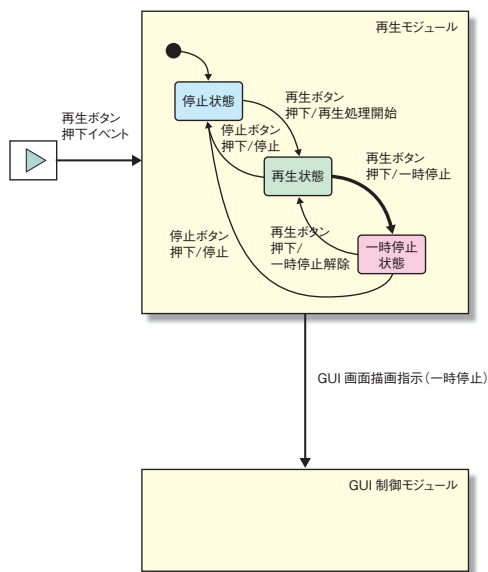 再生モジュール
停止状態
再生ボタン
押下/再生処理開始
再生ボタン
押下イベント
停止ボタン
押下/停止
再生状態
再生ボタン
押下/一時停止
停止ボタン
押下/停止
再生ボタン
押下/
一時停止解除
一時停止
状態
GUI 画面描画指示(一時停止)
GUI 制御モジュール